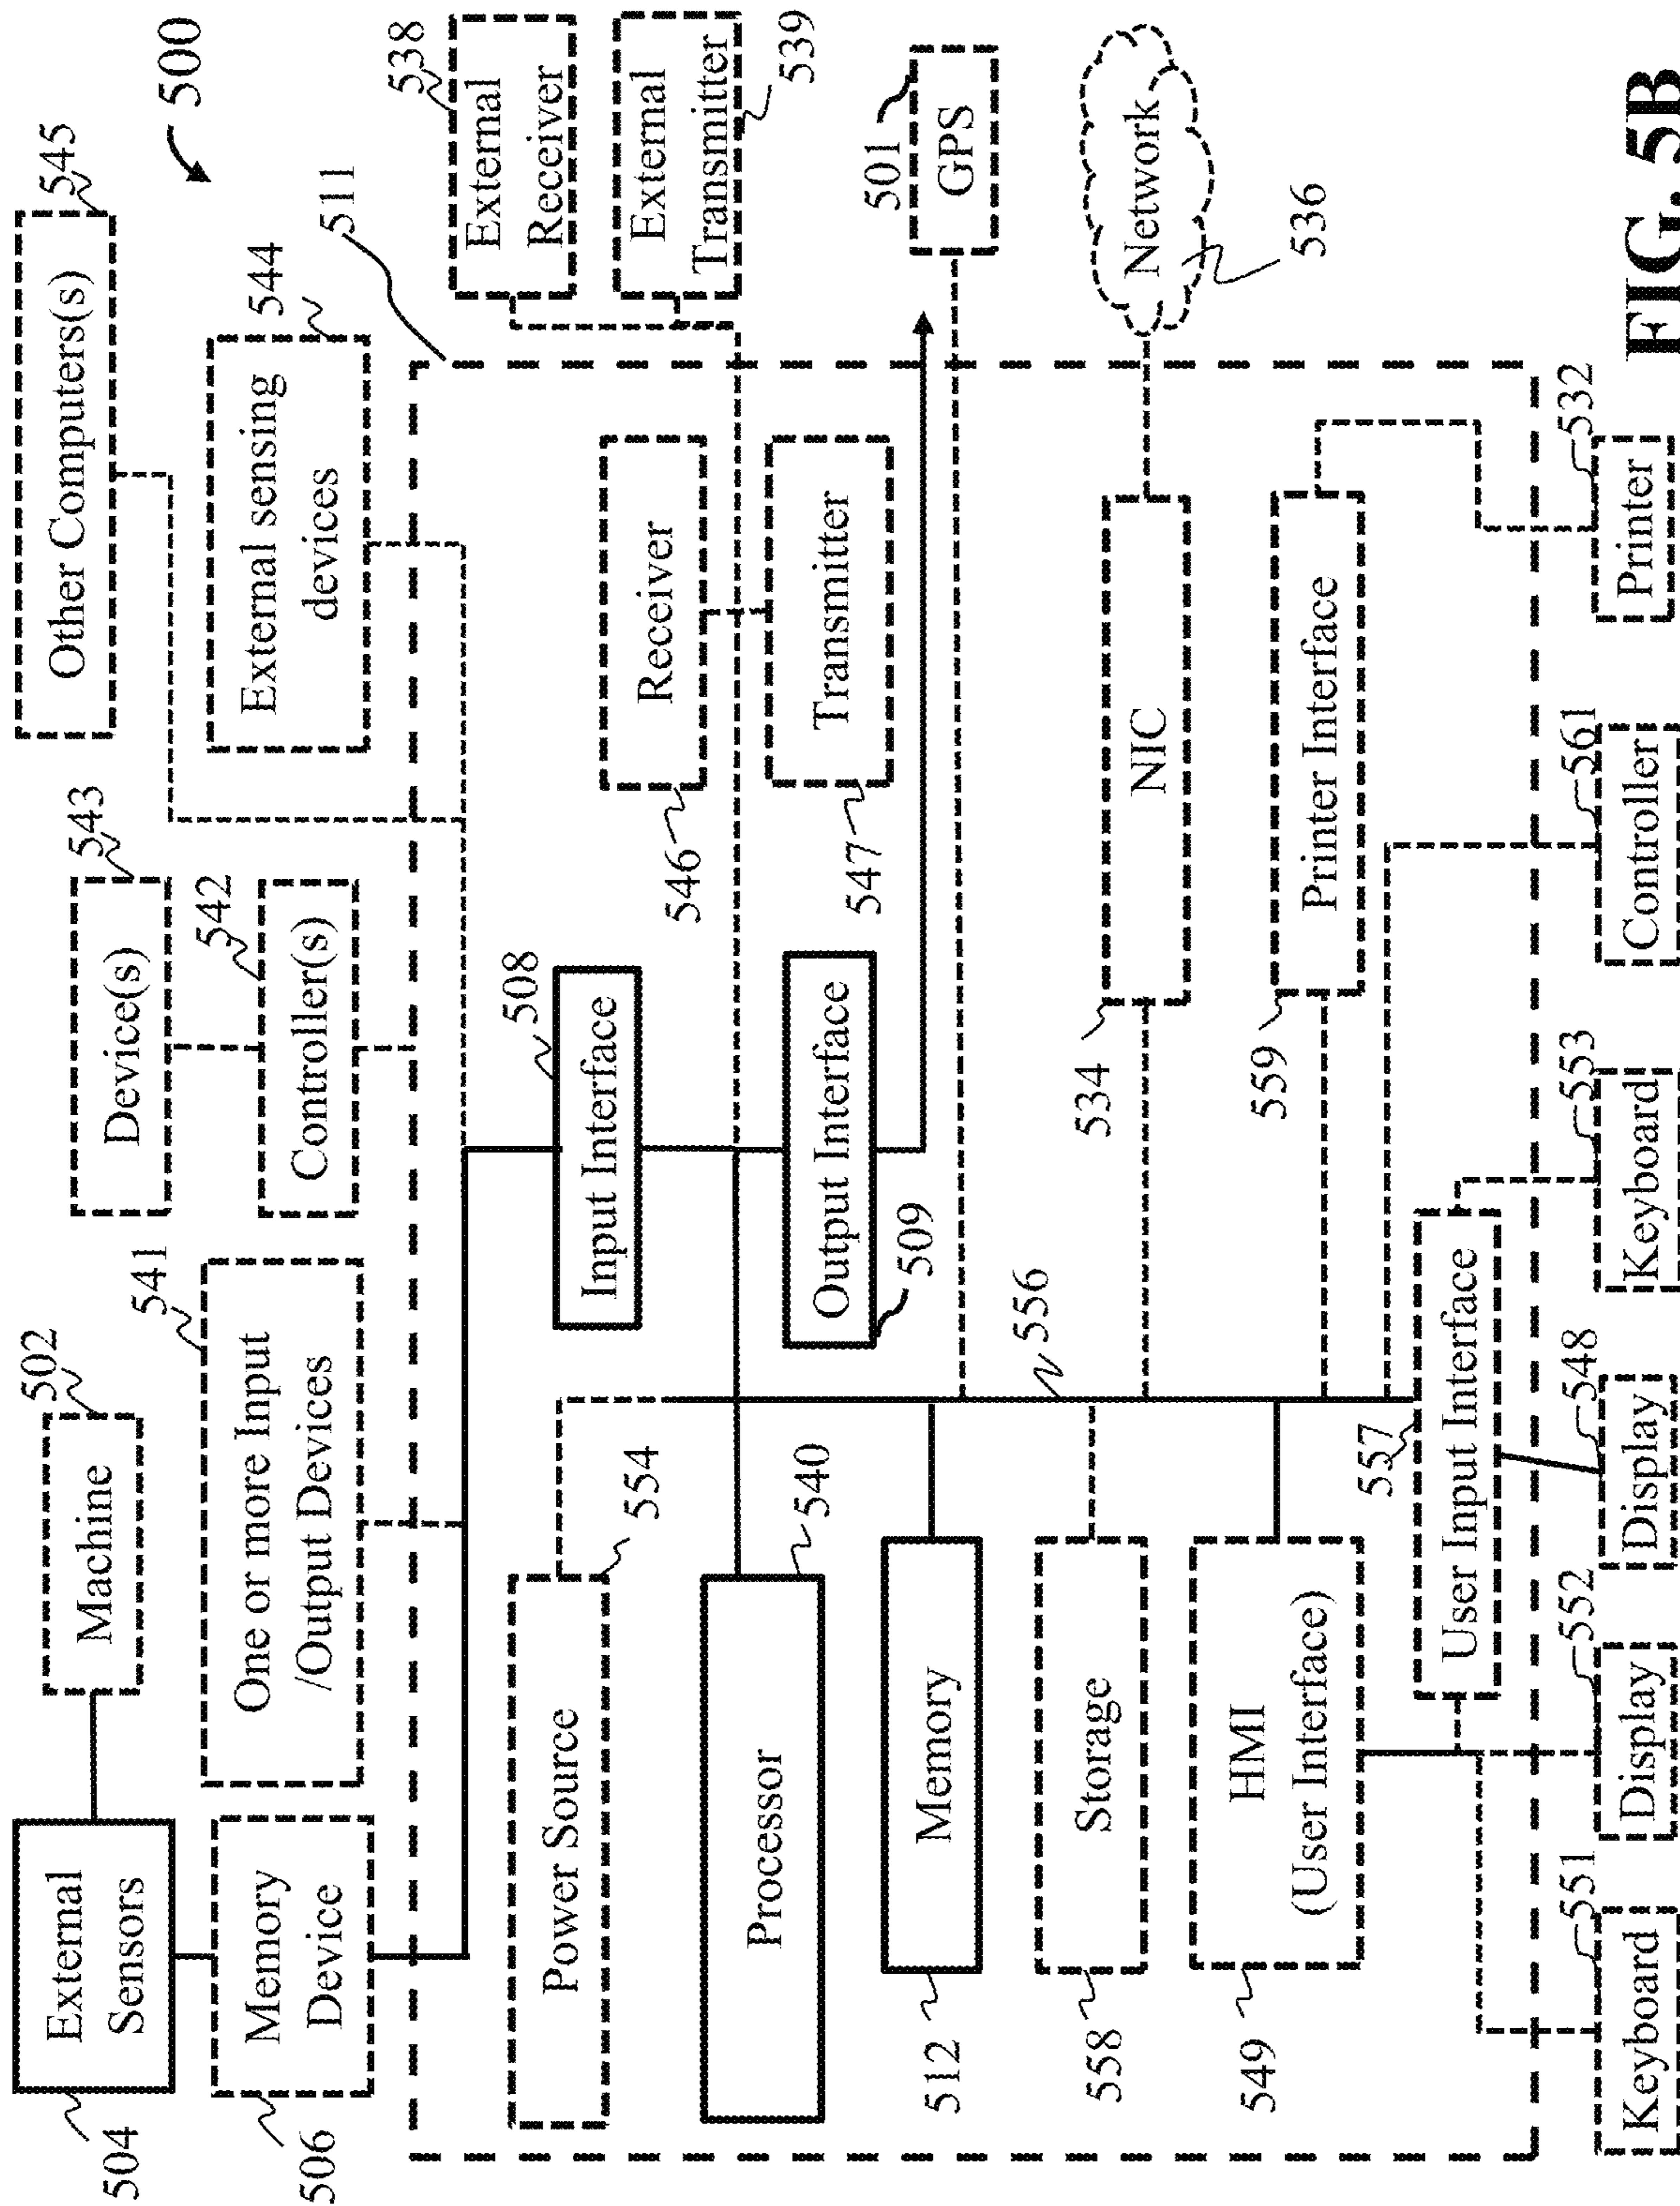 Other Computers(s)
545
500
External sensing
devices
544
511
Device(s)
543
Controller(s)
542
Machine
502
One or more Input
/Output Devices
541
External
Sensors
504
Memory
Device
506
External
Receiver
538
External
Transmitter
539
Power Source
554
Input Interface
508
Receiver
546
Processor
540
Output Interface
509
Transmitter
547
501
GPS
Memory
512
556
Storage
558
NIC
534
Network
536
HMI
(User Interface)
549
Printer Interface
559
557
User Input Interface
Keyboard
551
Display
552
Display
548
Keyboard
553
Controller
561
Printer
532
FIG. 5B